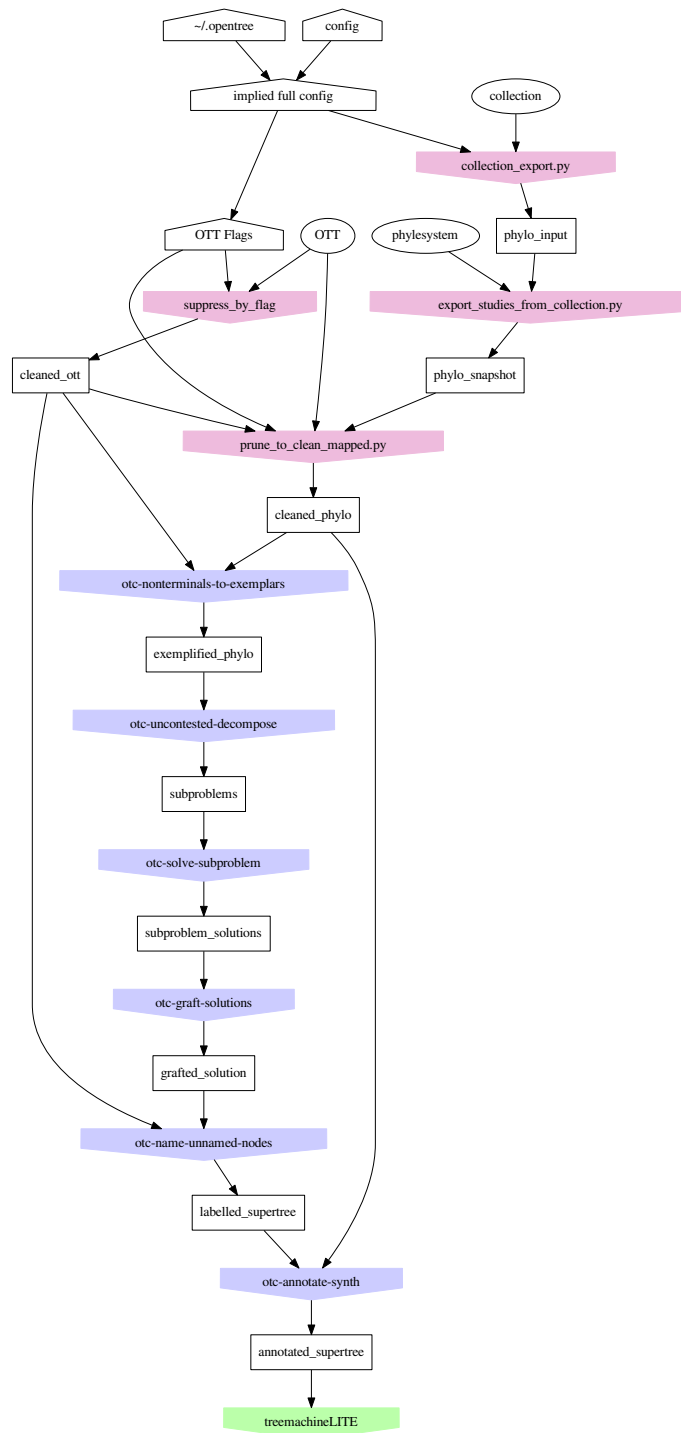 ~/.opentree
config
implied full config
collection
collection_export.py
OTT Flags
OTT
phylesystem
phylo_input
suppress_by_flag
export_studies_from_collection.py
cleaned_ott
phylo_snapshot
prune_to_clean_mapped.py
cleaned_phylo
otc-nonterminals-to-exemplars
exemplified_phylo
otc-uncontested-decompose
subproblems
otc-solve-subproblem
subproblem_solutions
otc-graft-solutions
grafted_solution
otc-name-unnamed-nodes
labelled_supertree
otc-annotate-synth
annotated_supertree
treemachineLITE